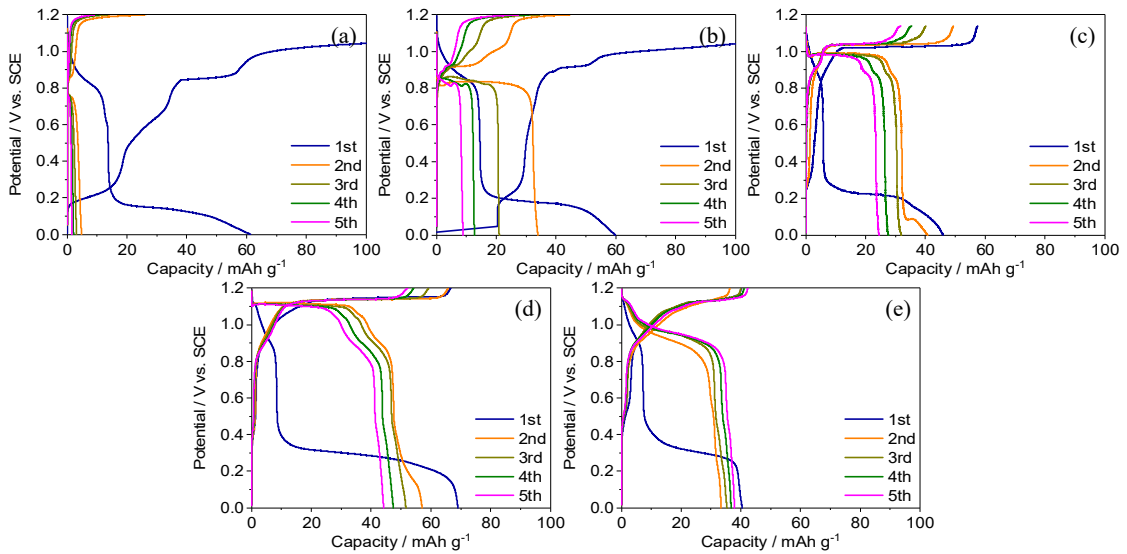 (a)
Potential / V vs. SCE
1.2
1.0
0.8
0.6
0.4
0.2
0.0
1st
2nd
3rd
4th
5th
0 20 40 60 80 100
Capacity / mAh g⁻¹
(b)
Potential / V vs. SCE
1.2
1.0
0.8
0.6
0.4
0.2
0.0
1st
2nd
3rd
4th
5th
0 20 40 60 80 100
Capacity / mAh g⁻¹
(c)
Potential / V vs. SCE
1.2
1.0
0.8
0.6
0.4
0.2
0.0
1st
2nd
3rd
4th
5th
0 20 40 60 80 100
Capacity / mAh g⁻¹
(d)
Potential / V vs. SCE
1.2
1.0
0.8
0.6
0.4
0.2
0.0
1st
2nd
3rd
4th
5th
0 20 40 60 80 100
Capacity / mAh g⁻¹
(e)
Potential / V vs. SCE
1.2
1.0
0.8
0.6
0.4
0.2
0.0
1st
2nd
3rd
4th
5th
0 20 40 60 80 100
Capacity / mAh g⁻¹